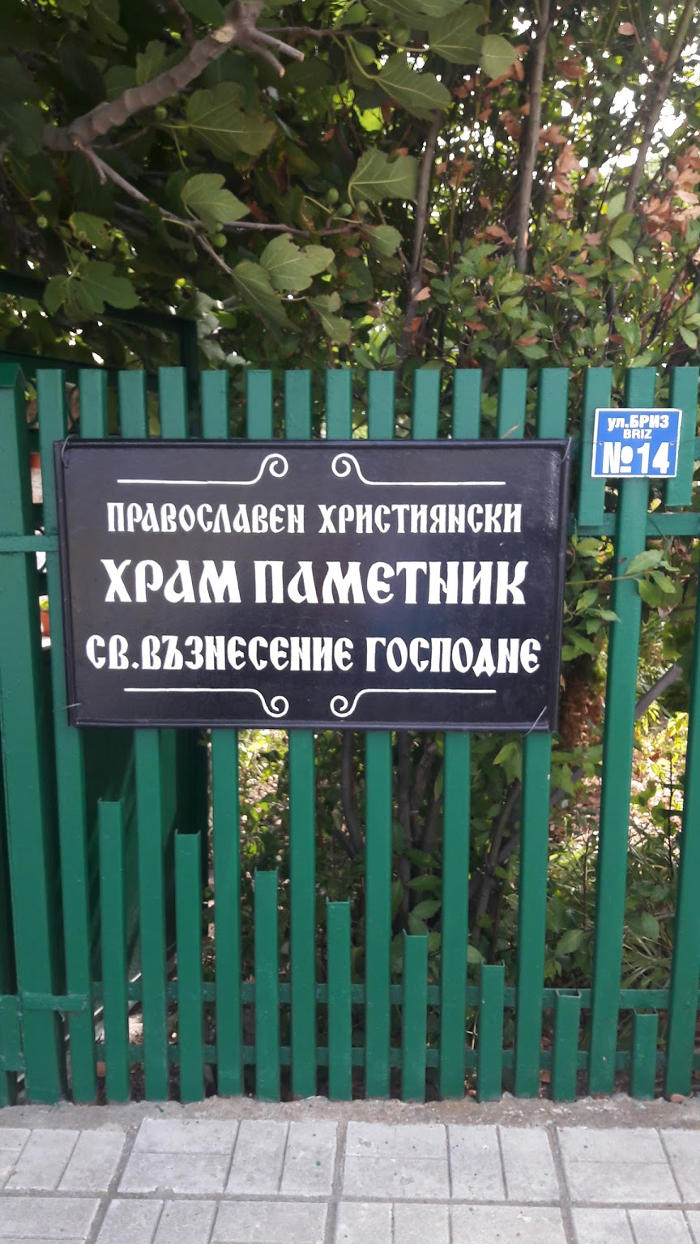 ул.БРИЗ
BRIZ
№14
ПРАВОСЛАВЕН ХРИСТИЯНСКИ
ХРАМ ПАМЕТНИК
СВ.ВЪЗНЕСЕНИЕ ГОСПОДНЕ